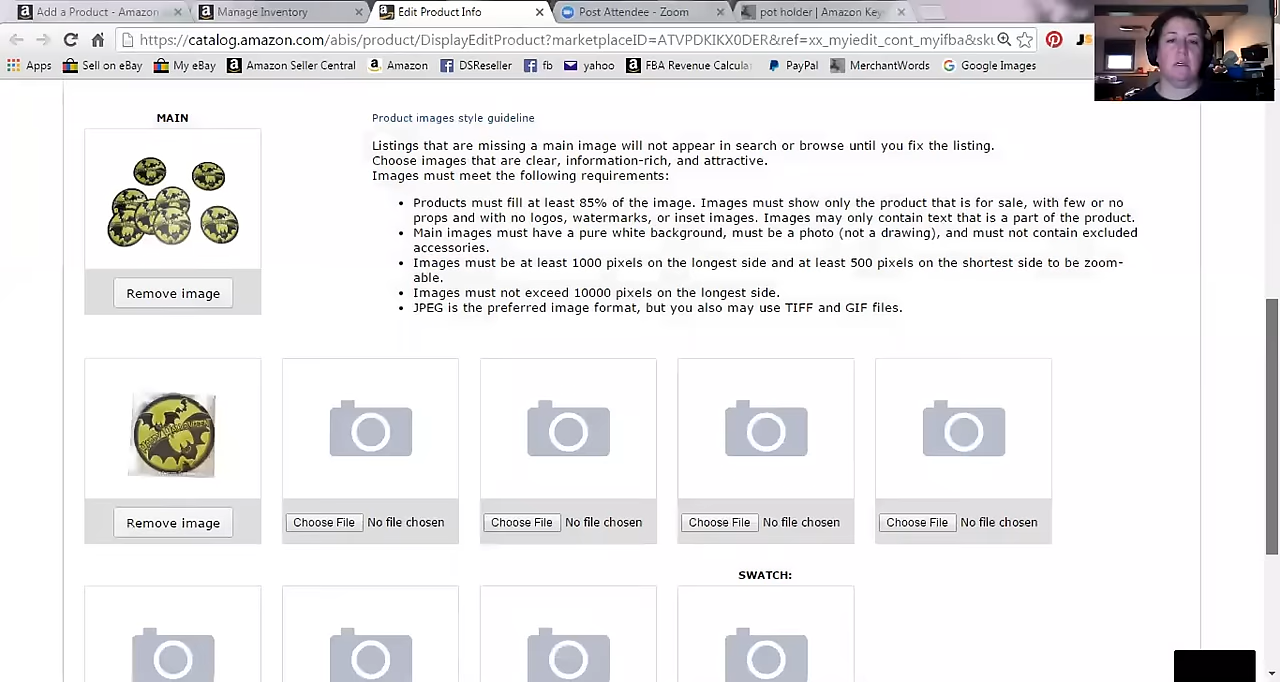 Add a Product - Amazon
Manage Inventory
Edit Product Info
Post Attendee - Zoom
pot holder | Amazon Key
https://catalog.amazon.com/abis/product/DisplayEditProduct?marketplaceID=ATVPDKIKX0DER&ref=xx_myiedit_cont_myifba&sku
Apps
Sell on eBay
My eBay
Amazon Seller Central
Amazon
DSReseller
fb
yahoo
FBA Revenue Calcula
PayPal
MerchantWords
Google Images
MAIN
Product images style guideline
Listings that are missing a main image will not appear in search or browse until you fix the listing.
Choose images that are clear, information-rich, and attractive.
Images must meet the following requirements:
• Products must fill at least 85% of the image. Images must show only the product that is for sale, with few or no
props and with no logos, watermarks, or inset images. Images may only contain text that is a part of the product.
• Main images must have a pure white background, must be a photo (not a drawing), and must not contain excluded
accessories.
• Images must be at least 1000 pixels on the longest side and at least 500 pixels on the shortest side to be zoom-
able.
• Images must not exceed 10000 pixels on the longest side.
• JPEG is the preferred image format, but you also may use TIFF and GIF files.
Remove image
Remove image
Choose File No file chosen
Choose File No file chosen
Choose File No file chosen
Choose File No file chosen
SWATCH: